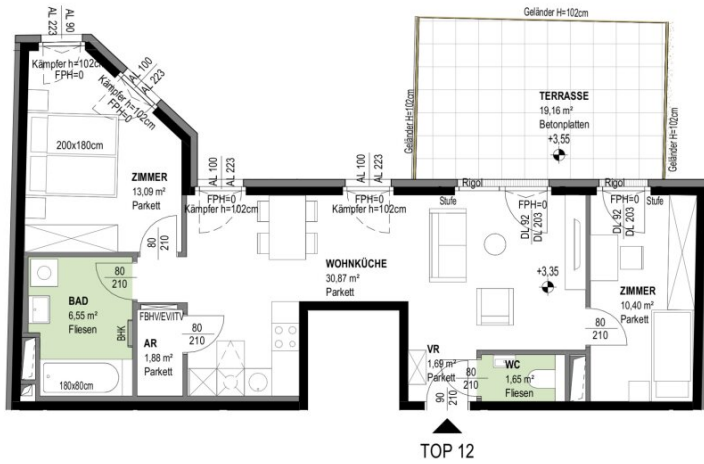 Geländer H=102cm
AL 90
AL 223
Kämpfer h=102cm
FPH=0
AL 100
AL 223
Kämpfer h=102cm
FPH=0
Geländer H=102cm
Geländer H=102cm
TERRASSE
19,16 m²
Betonplatten
+3,55
200x180cm
ZIMMER
13,09 m²
Parkett
AL 100
AL 223
FPH=0
Kämpfer h=102cm
AL 100
AL 223
FPH=0
Kämpfer h=102cm
Rigol
Stufe
FPH=0
DL 92
DL 203
Rigol
Stufe
FPH=0
DL 92
DL 203
80
210
WOHNKÜCHE
30,87 m²
Parkett
+3,35
ZIMMER
10,40 m²
Parkett
80
210
BAD
6,55 m²
Fliesen
BHK
180x80cm
FBHV/EV/ITV
AR
1,88 m²
Parkett
80
210
80
210
VR
1,69 m²
Parkett
80
210
WC
1,65 m²
Fliesen
90
210
TOP 12